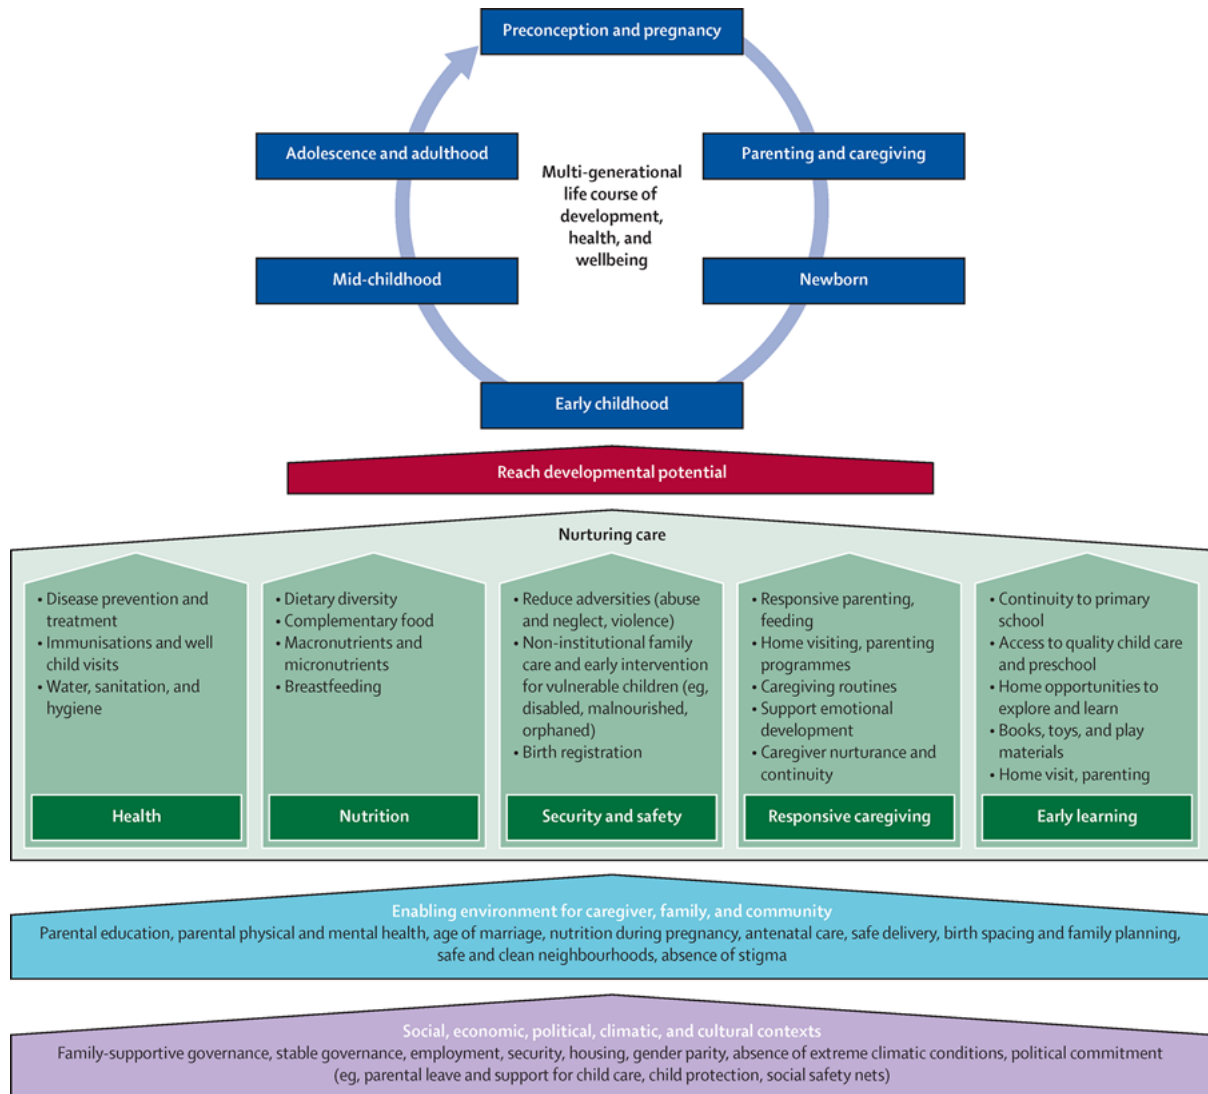 Preconception and pregnancy
Adolescence and adulthood
Parenting and caregiving
Multi-generational
life course of
development,
health, and
wellbeing
Mid-childhood
Newborn
Early childhood
Reach developmental potential
Nurturing care
• Disease prevention and
treatment
• Immunisations and well
child visits
• Water, sanitation, and
hygiene
Health
• Dietary diversity
• Complementary food
• Macronutrients and
micronutrients
• Breastfeeding
Nutrition
• Reduce adversities (abuse
and neglect, violence)
• Non-institutional family
care and early intervention
for vulnerable children (eg,
disabled, malnourished,
orphaned)
• Birth registration
Security and safety
• Responsive parenting,
feeding
• Home visiting, parenting
programmes
• Caregiving routines
• Support emotional
development
• Caregiver nurturance and
continuity
Responsive caregiving
• Continuity to primary
school
• Access to quality child care
and preschool
• Home opportunities to
explore and learn
• Books, toys, and play
materials
• Home visit, parenting
Early learning
Enabling environment for caregiver, family, and community
Parental education, parental physical and mental health, age of marriage, nutrition during pregnancy, antenatal care, safe delivery, birth spacing and family planning,
safe and clean neighbourhoods, absence of stigma
Social, economic, political, climatic, and cultural contexts
Family-supportive governance, stable governance, employment, security, housing, gender parity, absence of extreme climatic conditions, political commitment
(eg, parental leave and support for child care, child protection, social safety nets)